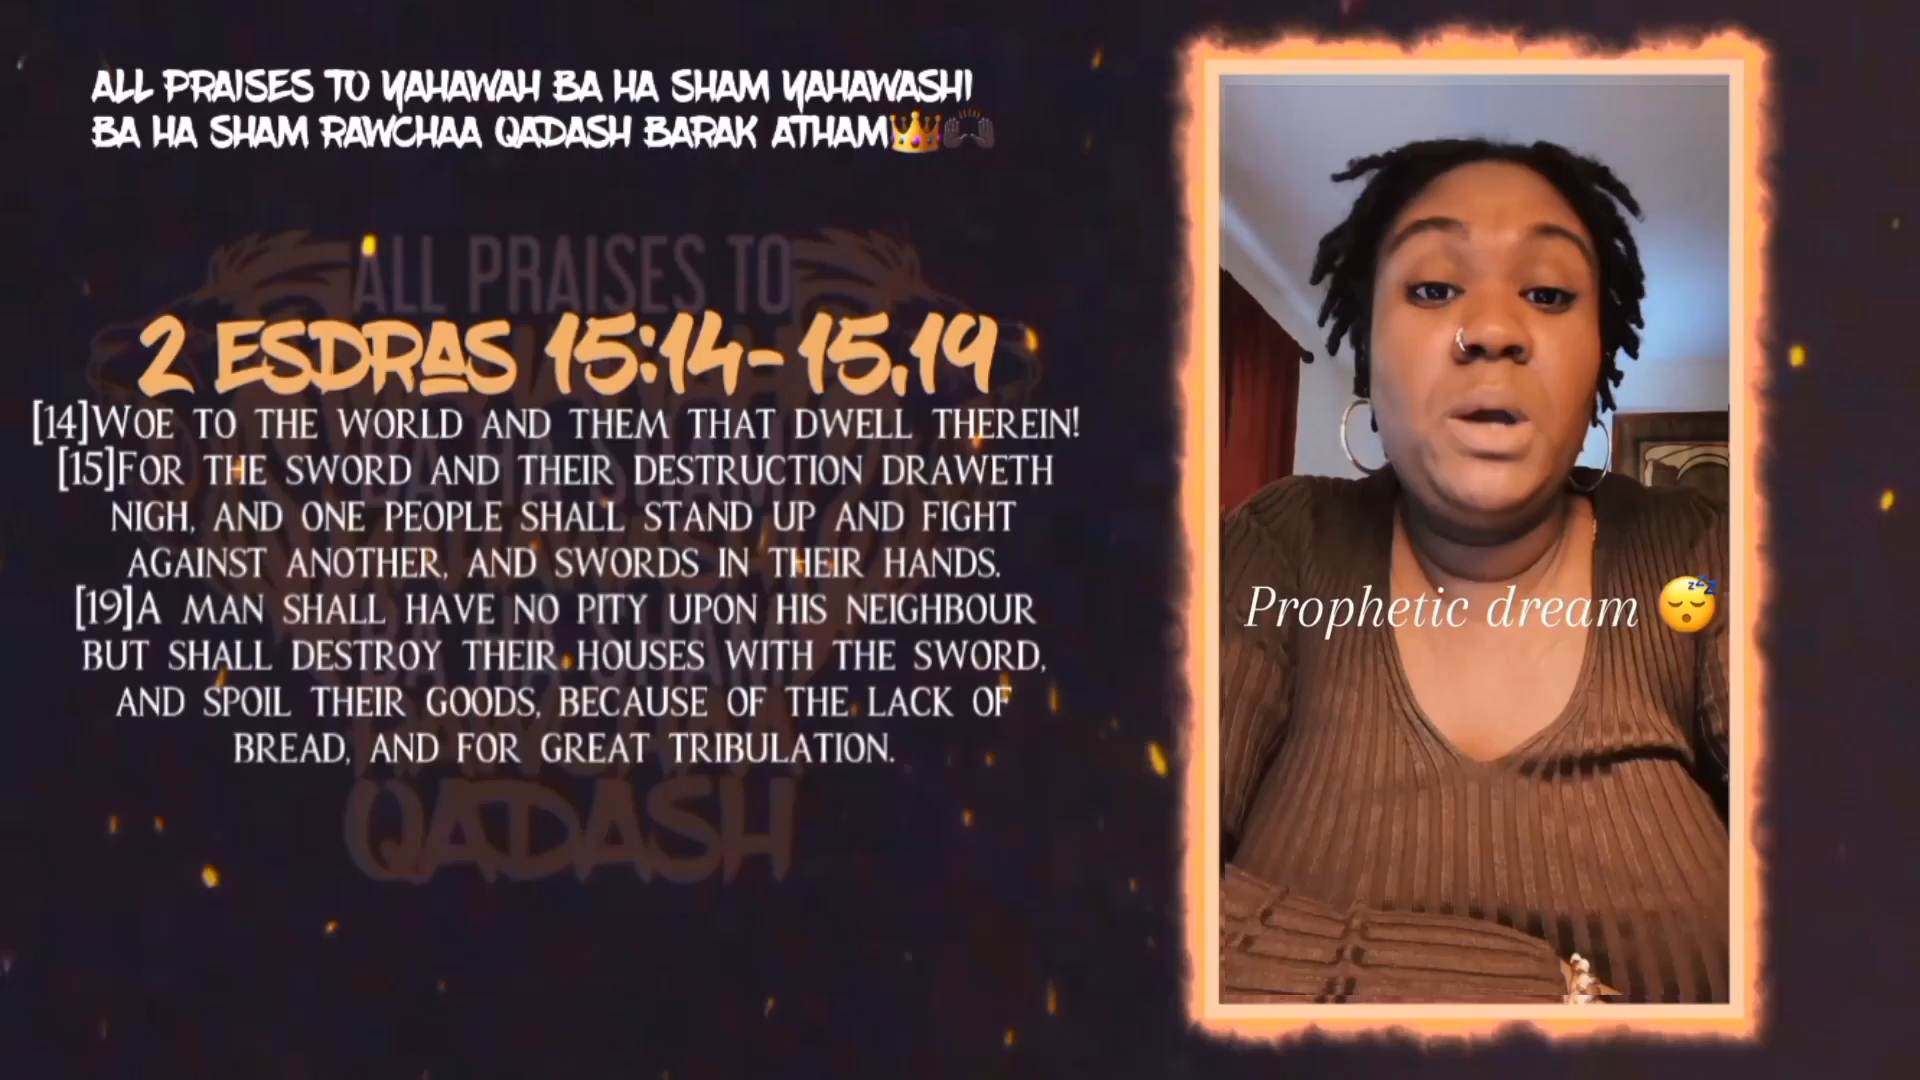 ALL PRAISES TO YAHAWAH BA HA SHAM YAHAWASHI
BA HA SHAM RAWCHAA QADASH BARAK ATHAM👑🙌🏿
ALL PRAISES TO
2 ESDRAS 15:14-15,19
[14]WOE TO THE WORLD AND THEM THAT DWELL THEREIN!
[15]FOR THE SWORD AND THEIR DESTRUCTION DRAWETH
NIGH, AND ONE PEOPLE SHALL STAND UP AND FIGHT
AGAINST ANOTHER, AND SWORDS IN THEIR HANDS.
[19]A MAN SHALL HAVE NO PITY UPON HIS NEIGHBOUR
BUT SHALL DESTROY THEIR HOUSES WITH THE SWORD,
AND SPOIL THEIR GOODS, BECAUSE OF THE LACK OF
BREAD, AND FOR GREAT TRIBULATION.
QADASH
Prophetic dream 😴